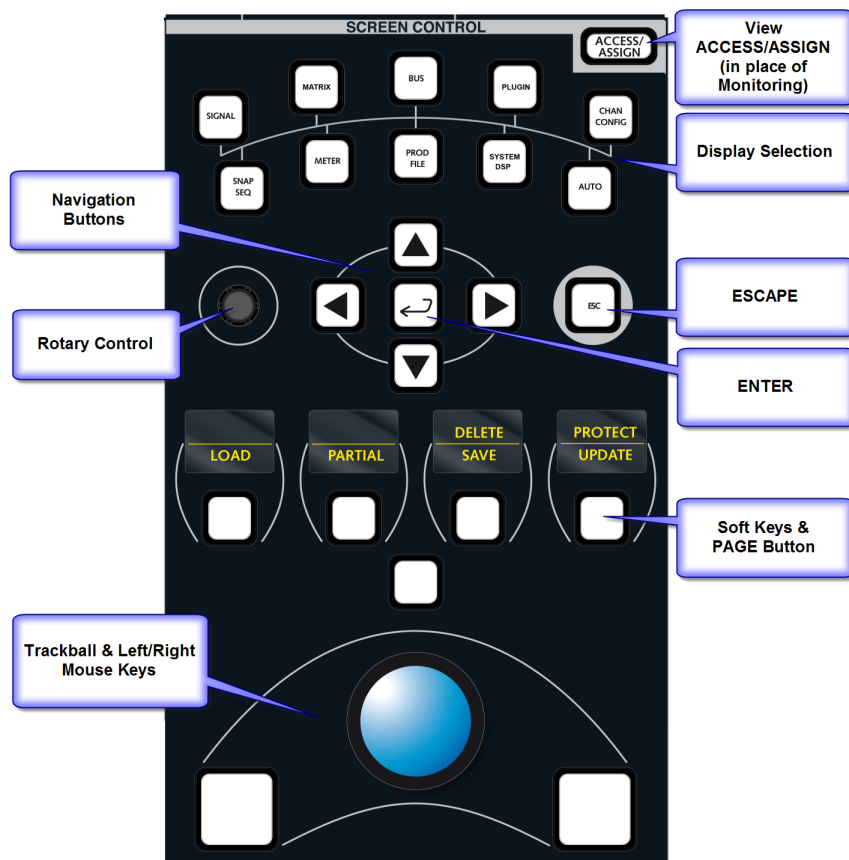 SCREEN CONTROL
ACCESS/
ASSIGN
View
ACCESS/ASSIGN
(in place of
Monitoring)
SIGNAL
MATRIX
BUS
PLUGIN
CHAN
CONFIG
SNAP
SEQ
METER
PROD
FILE
SYSTEM
DSP
AUTO
Display Selection
Navigation
Buttons
Rotary Control
ESC
ESCAPE
ENTER
LOAD
PARTIAL
DELETE
SAVE
PROTECT
UPDATE
Soft Keys &
PAGE Button
Trackball & Left/Right
Mouse Keys